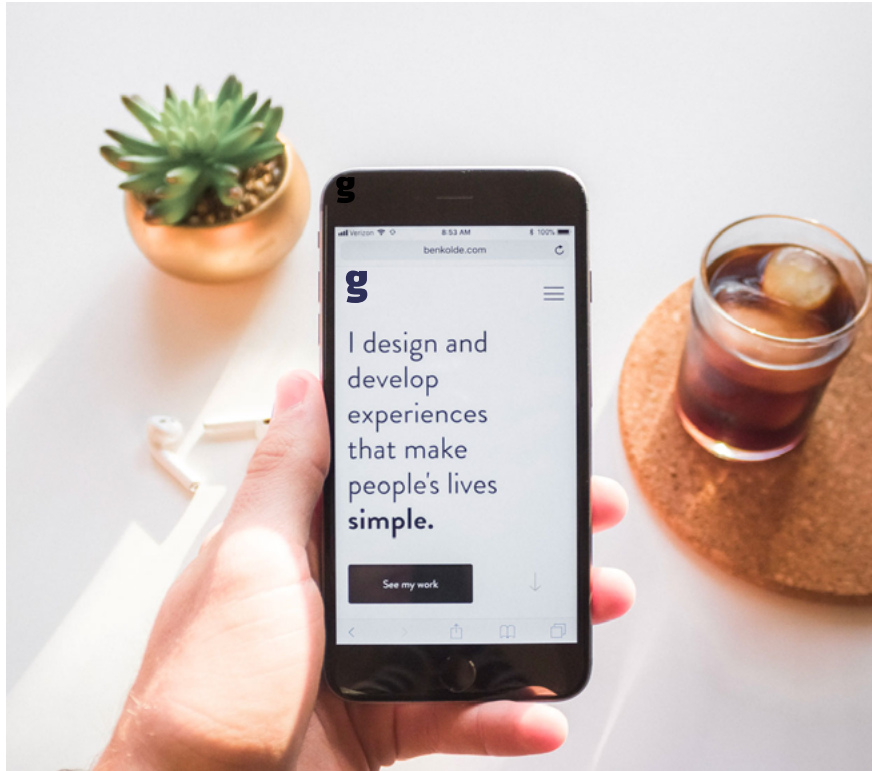 g
Verizon 8:53 AM 100%
benkolde.com
g
I design and
develop
experiences
that make
people's lives
simple.
See my work